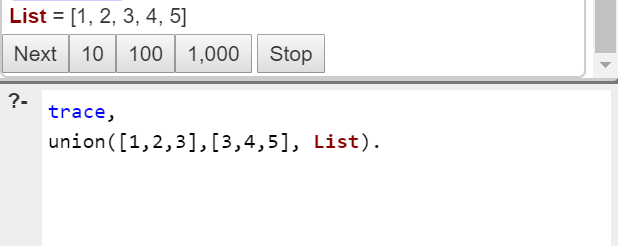 List = [1, 2, 3, 4, 5]
Next 10 100 1,000 Stop
?- trace,
union([1,2,3],[3,4,5], List).